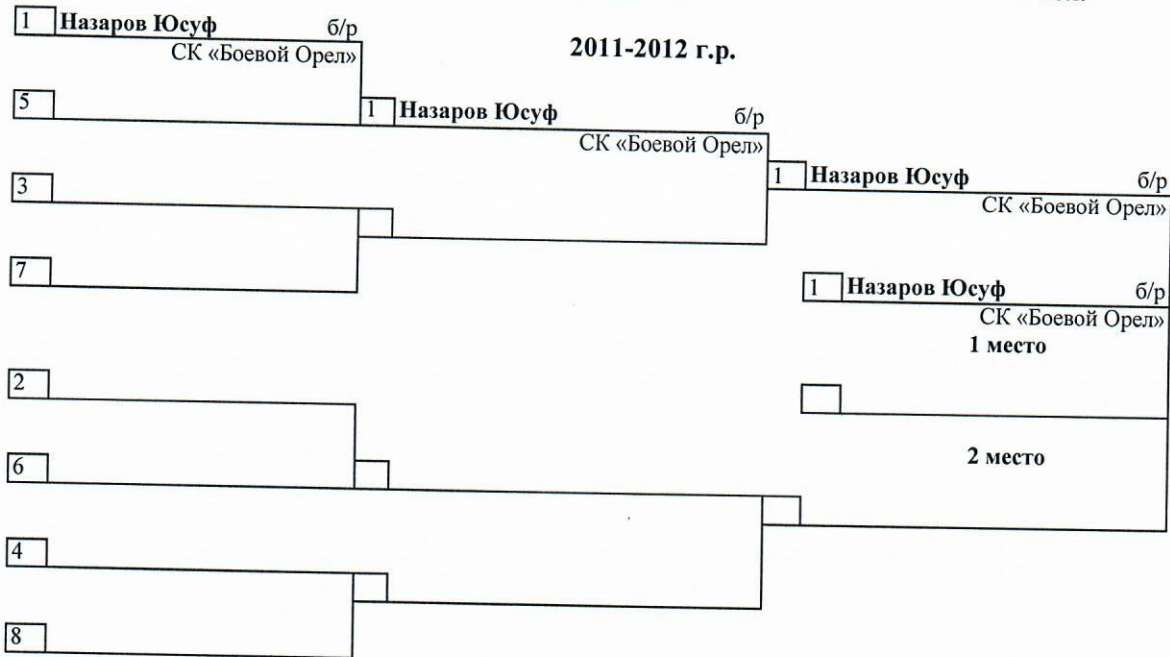 1 Назаров Юсуф б/р
СК «Боевой Орел»
2011-2012 г.р.
5
1 Назаров Юсуф б/р
СК «Боевой Орел»
3
1 Назаров Юсуф б/р
СК «Боевой Орел»
7
1 Назаров Юсуф б/р
СК «Боевой Орел»
1 место
2
2 место
6
4
8